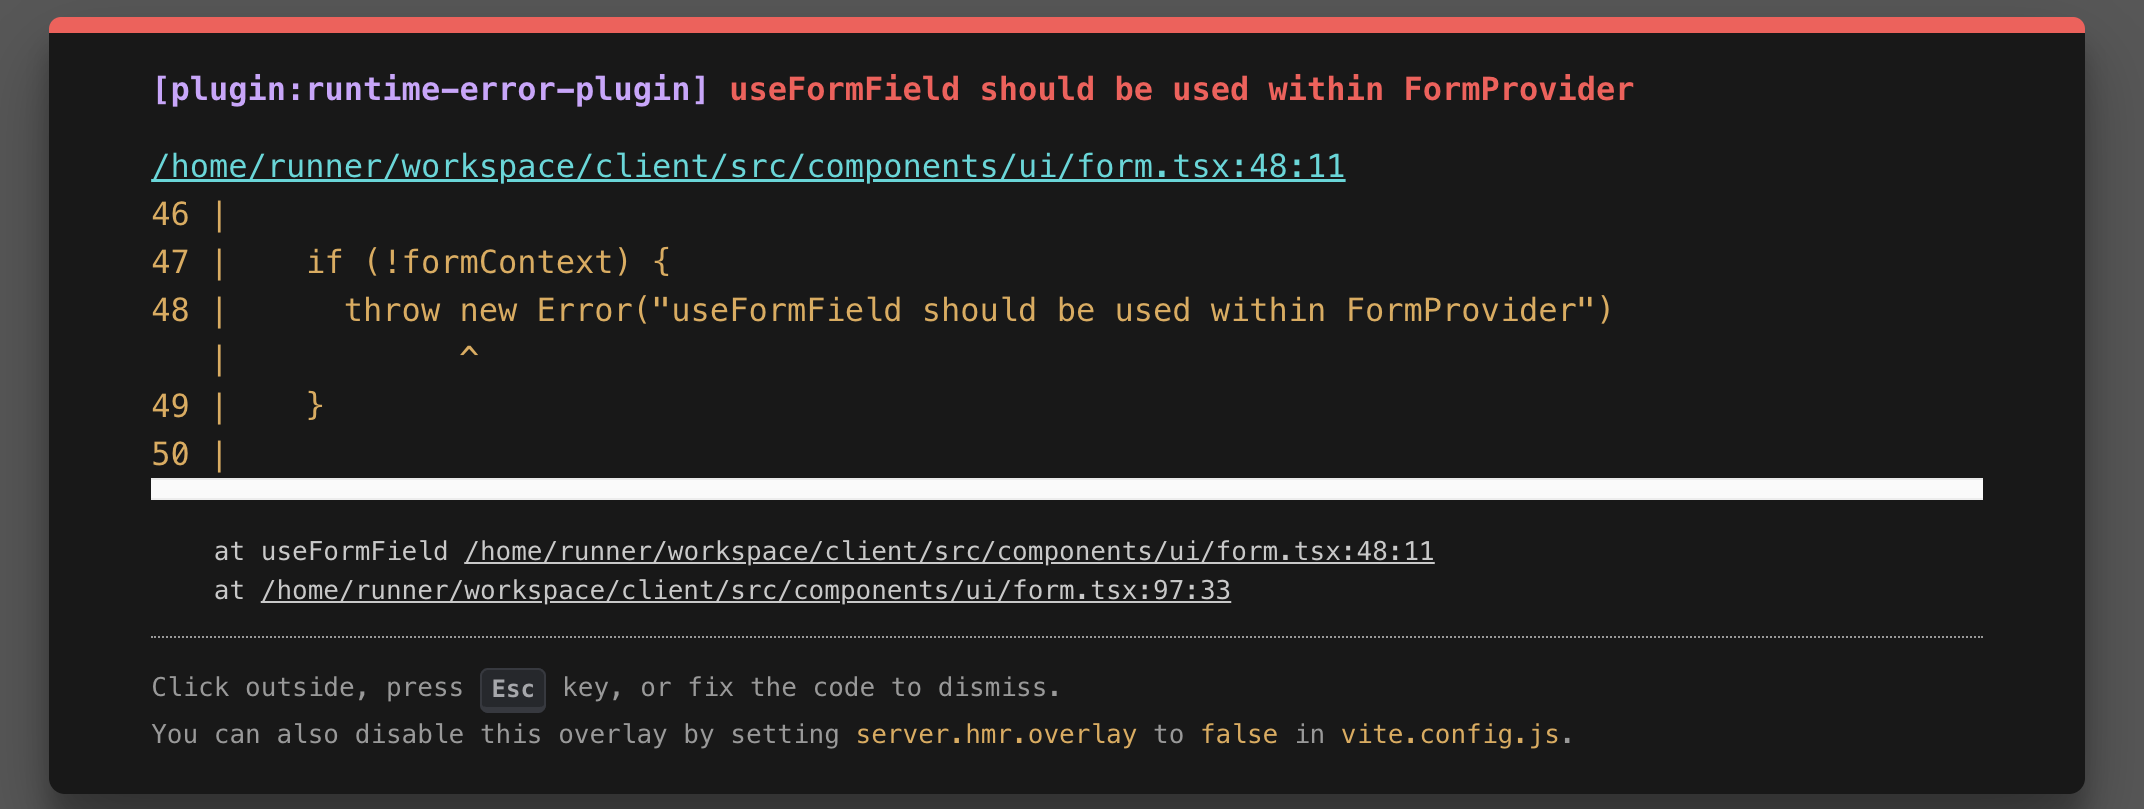 [plugin:runtime-error-plugin] useFormField should be used within FormProvider
/home/runner/workspace/client/src/components/ui/form.tsx:48:11
46 |
47 |    if (!formContext) {
48 |      throw new Error("useFormField should be used within FormProvider")
   |            ^
49 |    }
50 |
at useFormField /home/runner/workspace/client/src/components/ui/form.tsx:48:11
at /home/runner/workspace/client/src/components/ui/form.tsx:97:33
Click outside, press Esc key, or fix the code to dismiss.
You can also disable this overlay by setting server.hmr.overlay to false in vite.config.js.